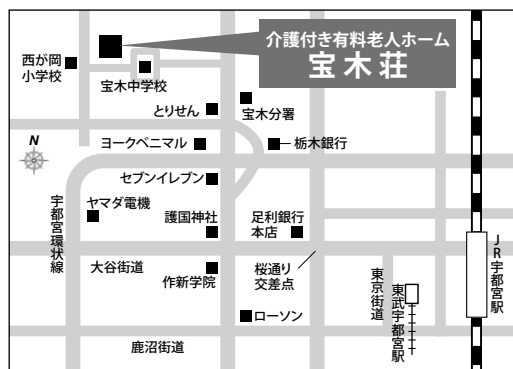 介護付き有料老人ホーム
宝木荘
西が岡
小学校
宝木中学校
とりせん
宝木分署
N
ヨークベニマル
栃木銀行
セブンイレブン
ヤマダ電機
宇都宮環状線
護国神社
足利銀行
本店
大谷街道
作新学院
桜通り
交差点
東京街道
東武宇都宮駅
JR宇都宮駅
ローソン
鹿沼街道